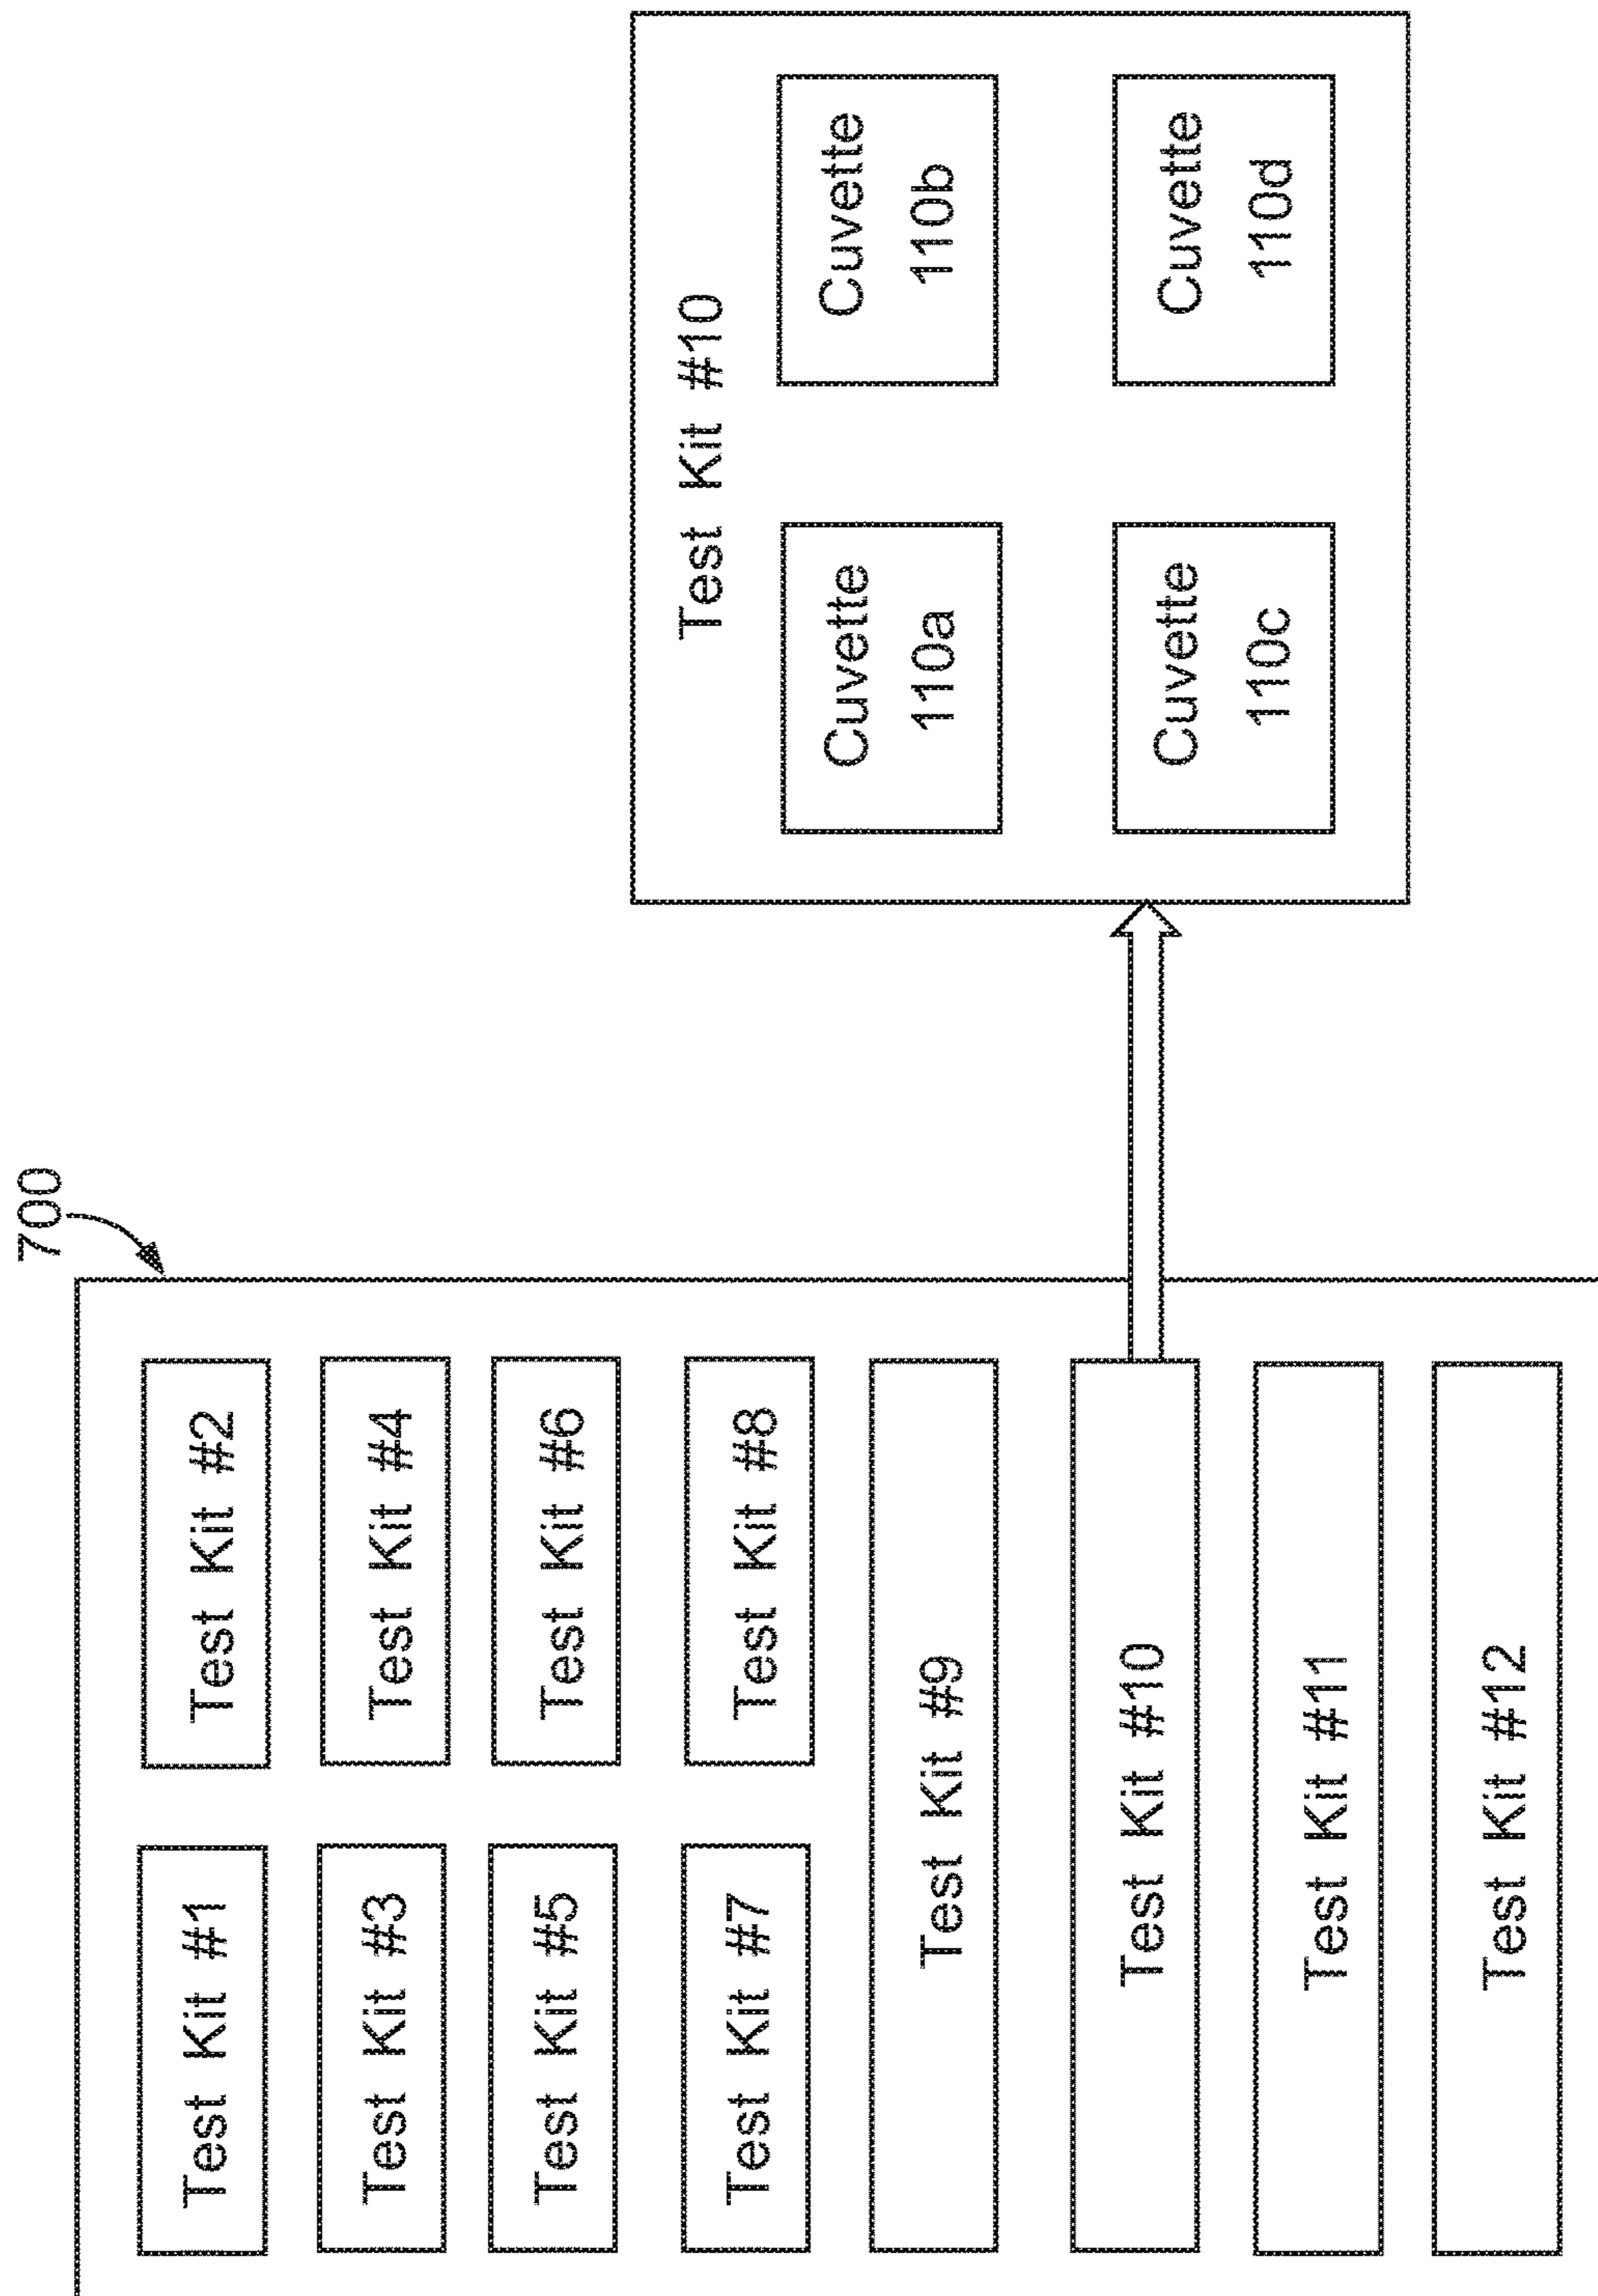 700
Test Kit #1
Test Kit #2
Test Kit #3
Test Kit #4
Test Kit #5
Test Kit #6
Test Kit #7
Test Kit #8
Test Kit #9
Test Kit #10
Test Kit #11
Test Kit #12
Test Kit #10
Cuvette
110a
Cuvette
110b
Cuvette
110c
Cuvette
110d